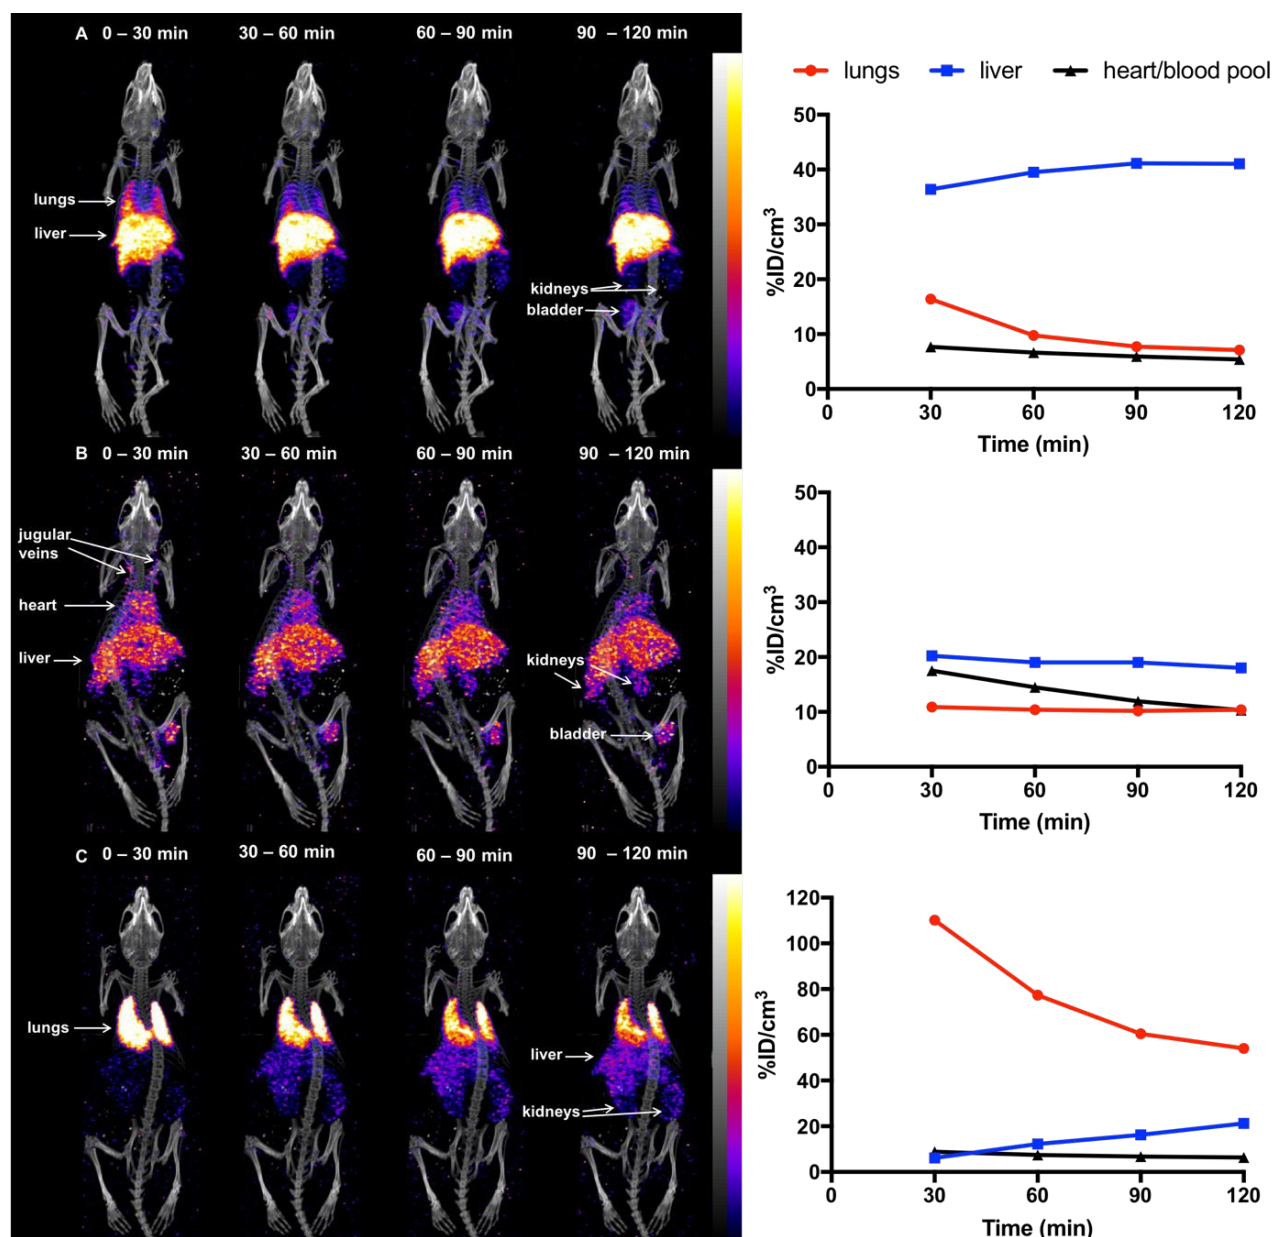 A 0 – 30 min 30 – 60 min 60 – 90 min 90 – 120 min
lungs
liver
kidneys
bladder
lungs liver heart/blood pool
50
40
30
20
10
0
%ID/cm³
0 30 60 90 120
Time (min)
B 0 – 30 min 30 – 60 min 60 – 90 min 90 – 120 min
jugular
veins
heart
liver
kidneys
bladder
50
40
30
20
10
0
%ID/cm³
0 30 60 90 120
Time (min)
C 0 – 30 min 30 – 60 min 60 – 90 min 90 – 120 min
lungs
liver
kidneys
120
100
80
60
40
20
0
%ID/cm³
0 30 60 90 120
Time (min)